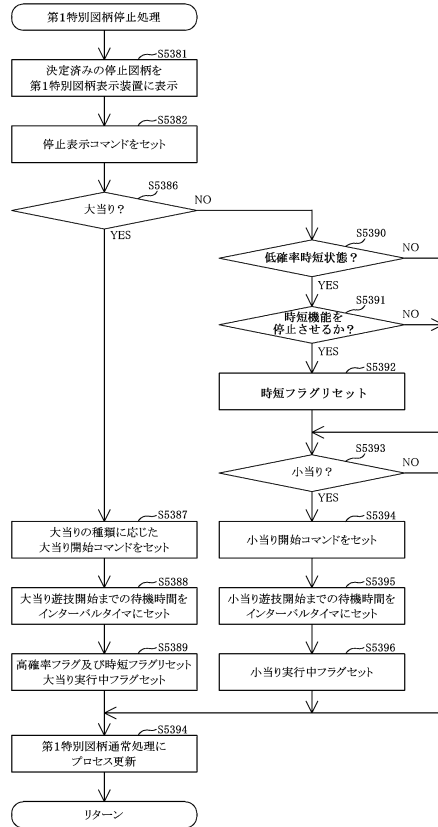 第1特別図柄停止処理
S5381
決定済みの停止図柄を
第1特別図柄表示装置に表示
S5382
停止表示コマンドをセット
S5386
大当り？
NO
YES
S5390
低確率時短状態？
NO
YES
S5391
時短機能を
停止させるか？
NO
YES
S5392
時短フラグリセット
S5393
小当り？
NO
YES
S5387
大当りの種類に応じた
大当り開始コマンドをセット
S5394
小当り開始コマンドをセット
S5388
大当り遊技開始までの待機時間を
インターバルタイマにセット
S5395
小当り遊技開始までの待機時間を
インターバルタイマにセット
S5389
高確率フラグ及び時短フラグリセット
大当り実行中フラグセット
S5396
小当り実行中フラグセット
S5394
第1特別図柄通常処理に
プロセス更新
リターン